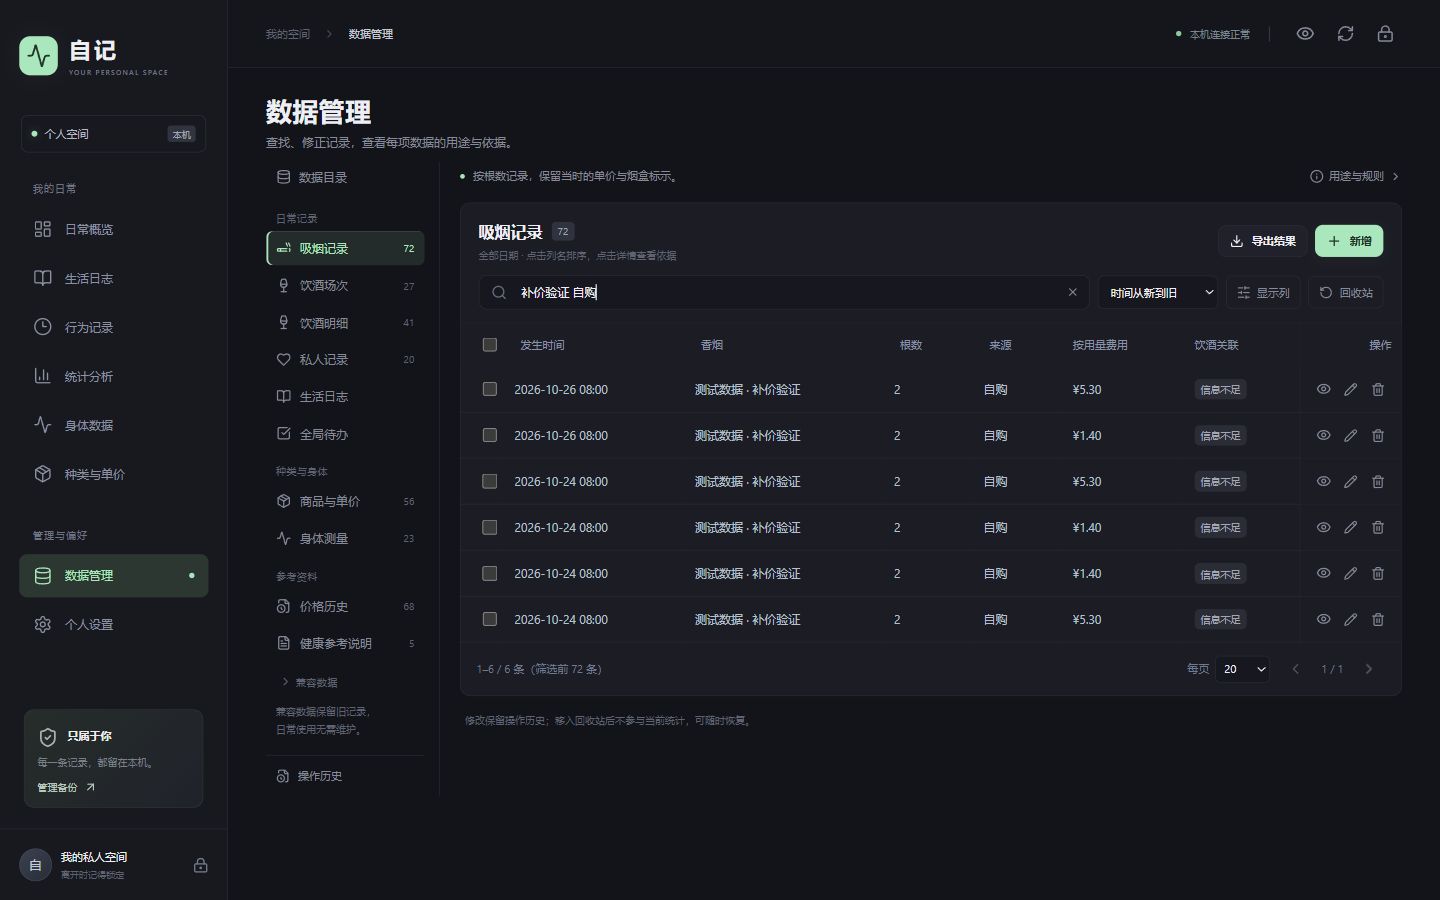 自记
YOUR PERSONAL SPACE
个人空间
本机
我的日常
日常概览
生活日志
行为记录
统计分析
身体数据
种类与单价
管理与偏好
数据管理
个人设置
只属于你
每一条记录，都留在本机。
管理备份
自
我的私人空间
离开时记得锁定
我的空间 数据管理
本机连接正常
数据管理
查找、修正记录，查看每项数据的用途与依据。
数据目录
日常记录
吸烟记录 72
饮酒场次 27
饮酒明细 41
私人记录 20
生活日志
全局待办
种类与身体
商品与单价 56
身体测量 23
参考资料
价格历史 68
健康参考说明 5
兼容数据
兼容数据保留旧记录，
日常使用无需维护。
操作历史
按根数记录，保留当时的单价与烟盒标示。
用途与规则
吸烟记录 72
全部日期 · 点击列名排序，点击详情查看依据
导出结果
新增
补价验证 自购
时间从新到旧
显示列
回收站
发生时间 香烟 根数 来源 按用量费用 饮酒关联 操作
2026-10-26 08:00 测试数据 · 补价验证 2 自购 ¥5.30 信息不足
2026-10-26 08:00 测试数据 · 补价验证 2 自购 ¥1.40 信息不足
2026-10-24 08:00 测试数据 · 补价验证 2 自购 ¥5.30 信息不足
2026-10-24 08:00 测试数据 · 补价验证 2 自购 ¥1.40 信息不足
2026-10-24 08:00 测试数据 · 补价验证 2 自购 ¥1.40 信息不足
2026-10-24 08:00 测试数据 · 补价验证 2 自购 ¥5.30 信息不足
1–6 / 6 条（筛选前 72 条）
每页 20 1 / 1
修改保留操作历史；移入回收站后不参与当前统计，可随时恢复。